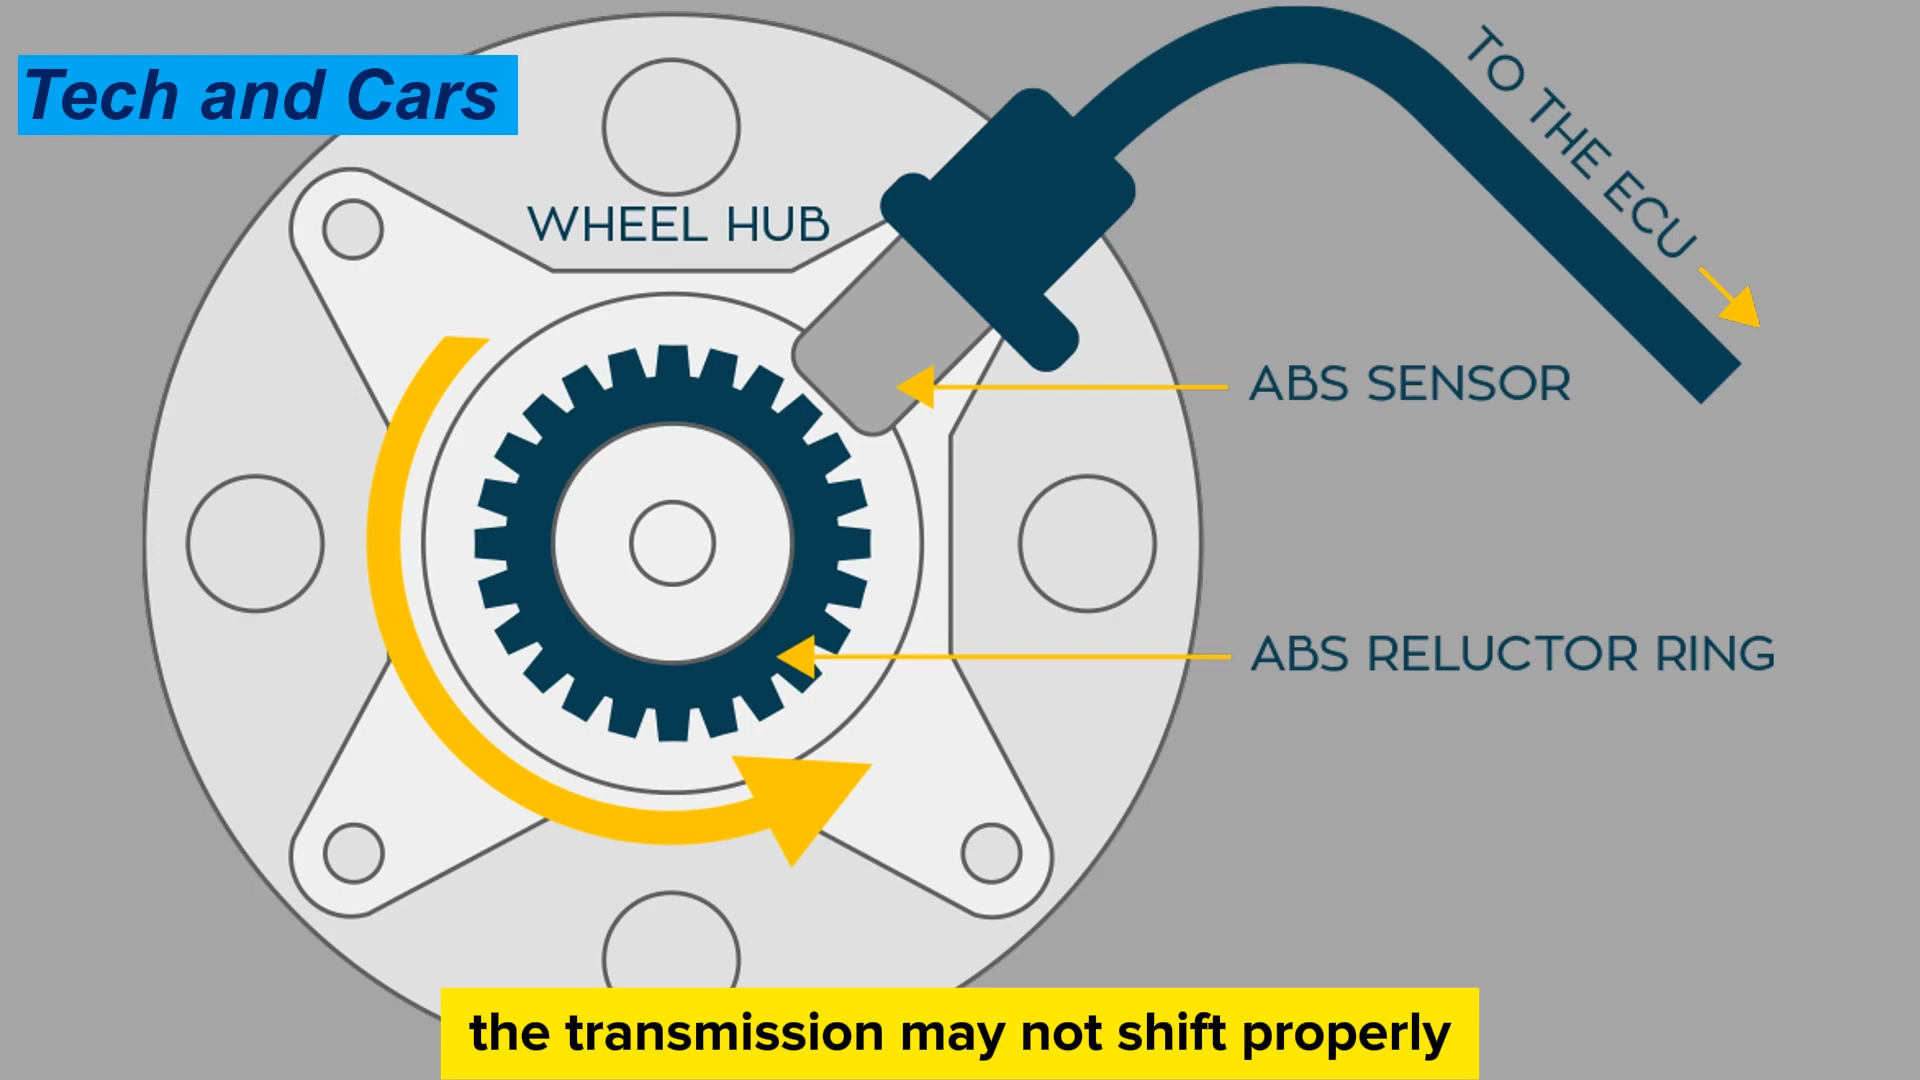 Tech and Cars
TO THE ECU
WHEEL HUB
ABS SENSOR
ABS RELUCTOR RING
the transmission may not shift properly